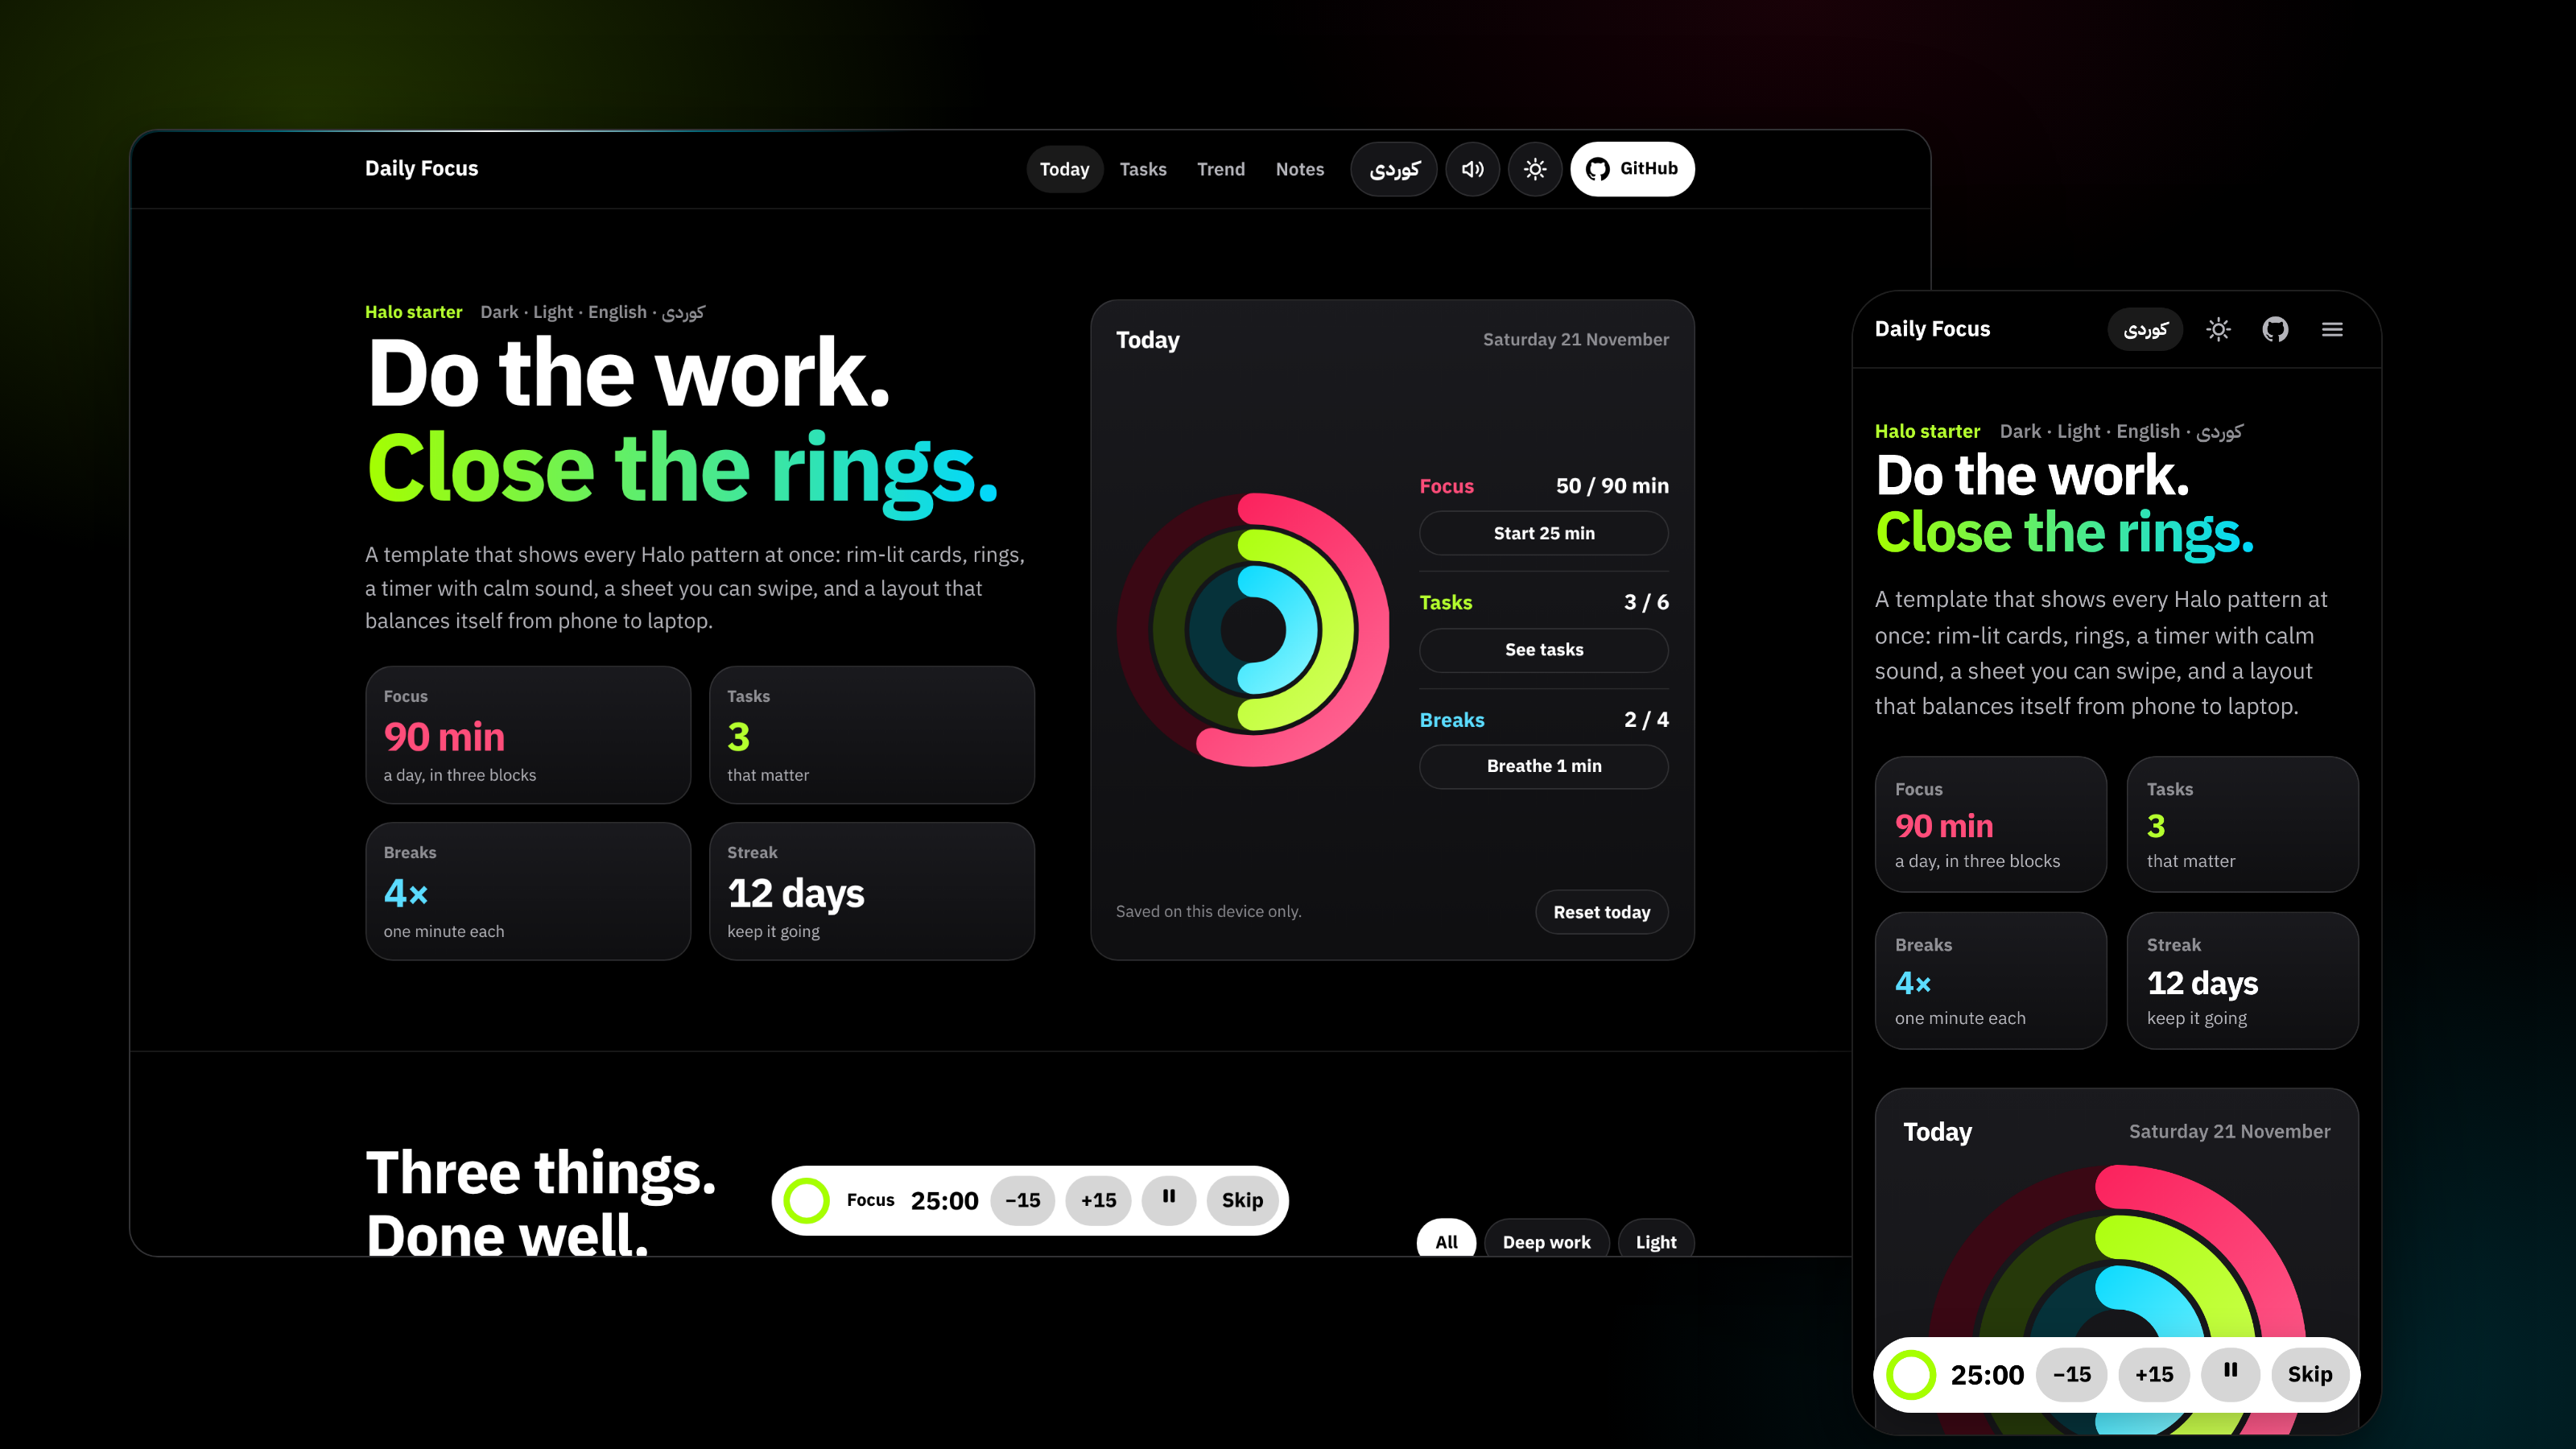 Daily Focus
Today
Tasks
Trend
Notes
کوردی
GitHub
Halo starter
Dark · Light · English · کوردی
Do the work.
Close the rings.
A template that shows every Halo pattern at once: rim-lit cards, rings,
a timer with calm sound, a sheet you can swipe, and a layout that
balances itself from phone to laptop.
Focus
90 min
a day, in three blocks
Tasks
3
that matter
Breaks
4×
one minute each
Streak
12 days
keep it going
Today
Saturday 21 November
Focus
50 / 90 min
Start 25 min
Tasks
3 / 6
See tasks
Breaks
2 / 4
Breathe 1 min
Saved on this device only.
Reset today
Three things.
Done well.
Focus
25:00
−15
+15
Skip
All
Deep work
Light
Daily Focus
کوردی
Halo starter
Dark · Light · English · کوردی
Do the work.
Close the rings.
A template that shows every Halo pattern at
once: rim-lit cards, rings, a timer with calm
sound, a sheet you can swipe, and a layout
that balances itself from phone to laptop.
Focus
90 min
a day, in three blocks
Tasks
3
that matter
Breaks
4×
one minute each
Streak
12 days
keep it going
Today
Saturday 21 November
25:00
−15
+15
Skip